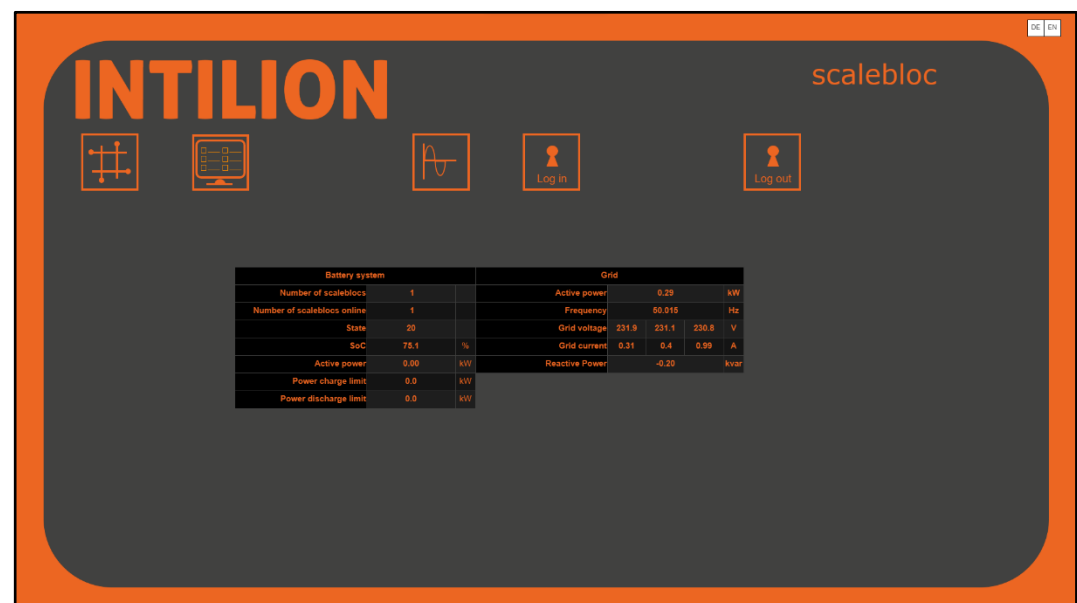 DE EN
INTILION
scalebloc
Log in
Log out
Battery system
Grid
Number of scaleblocs 1
Active power 0.29 kW
Number of scaleblocs online 1
Frequency 50.015 Hz
State 20
Grid voltage 231.9 231.1 230.8 V
SoC 75.1 %
Grid current 0.31 0.4 0.99 A
Active power 0.00 kW
Reactive Power -0.20 kvar
Power charge limit 0.0 kW
Power discharge limit 0.0 kW